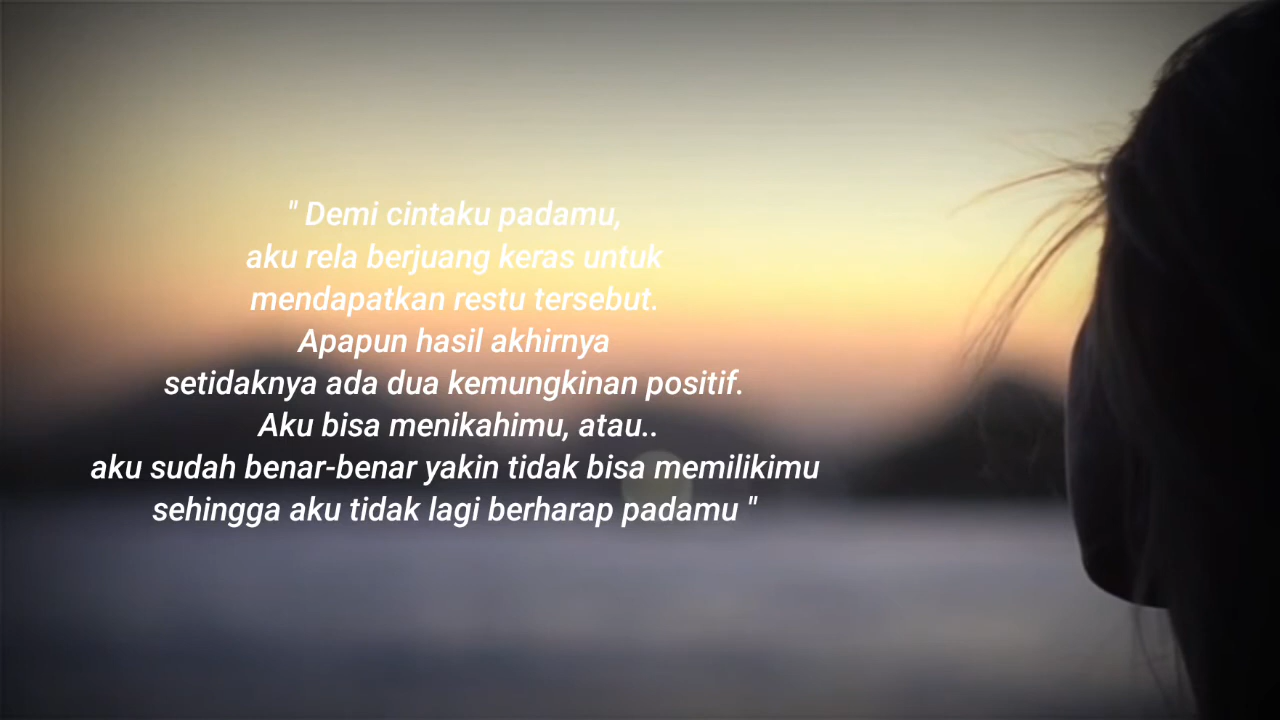 " Demi cintaku padamu,
aku rela berjuang keras untuk
mendapatkan restu tersebut.
Apapun hasil akhirnya
setidaknya ada dua kemungkinan positif.
Aku bisa menikahimu, atau..
aku sudah benar-benar yakin tidak bisa memilikimu
sehingga aku tidak lagi berharap padamu "